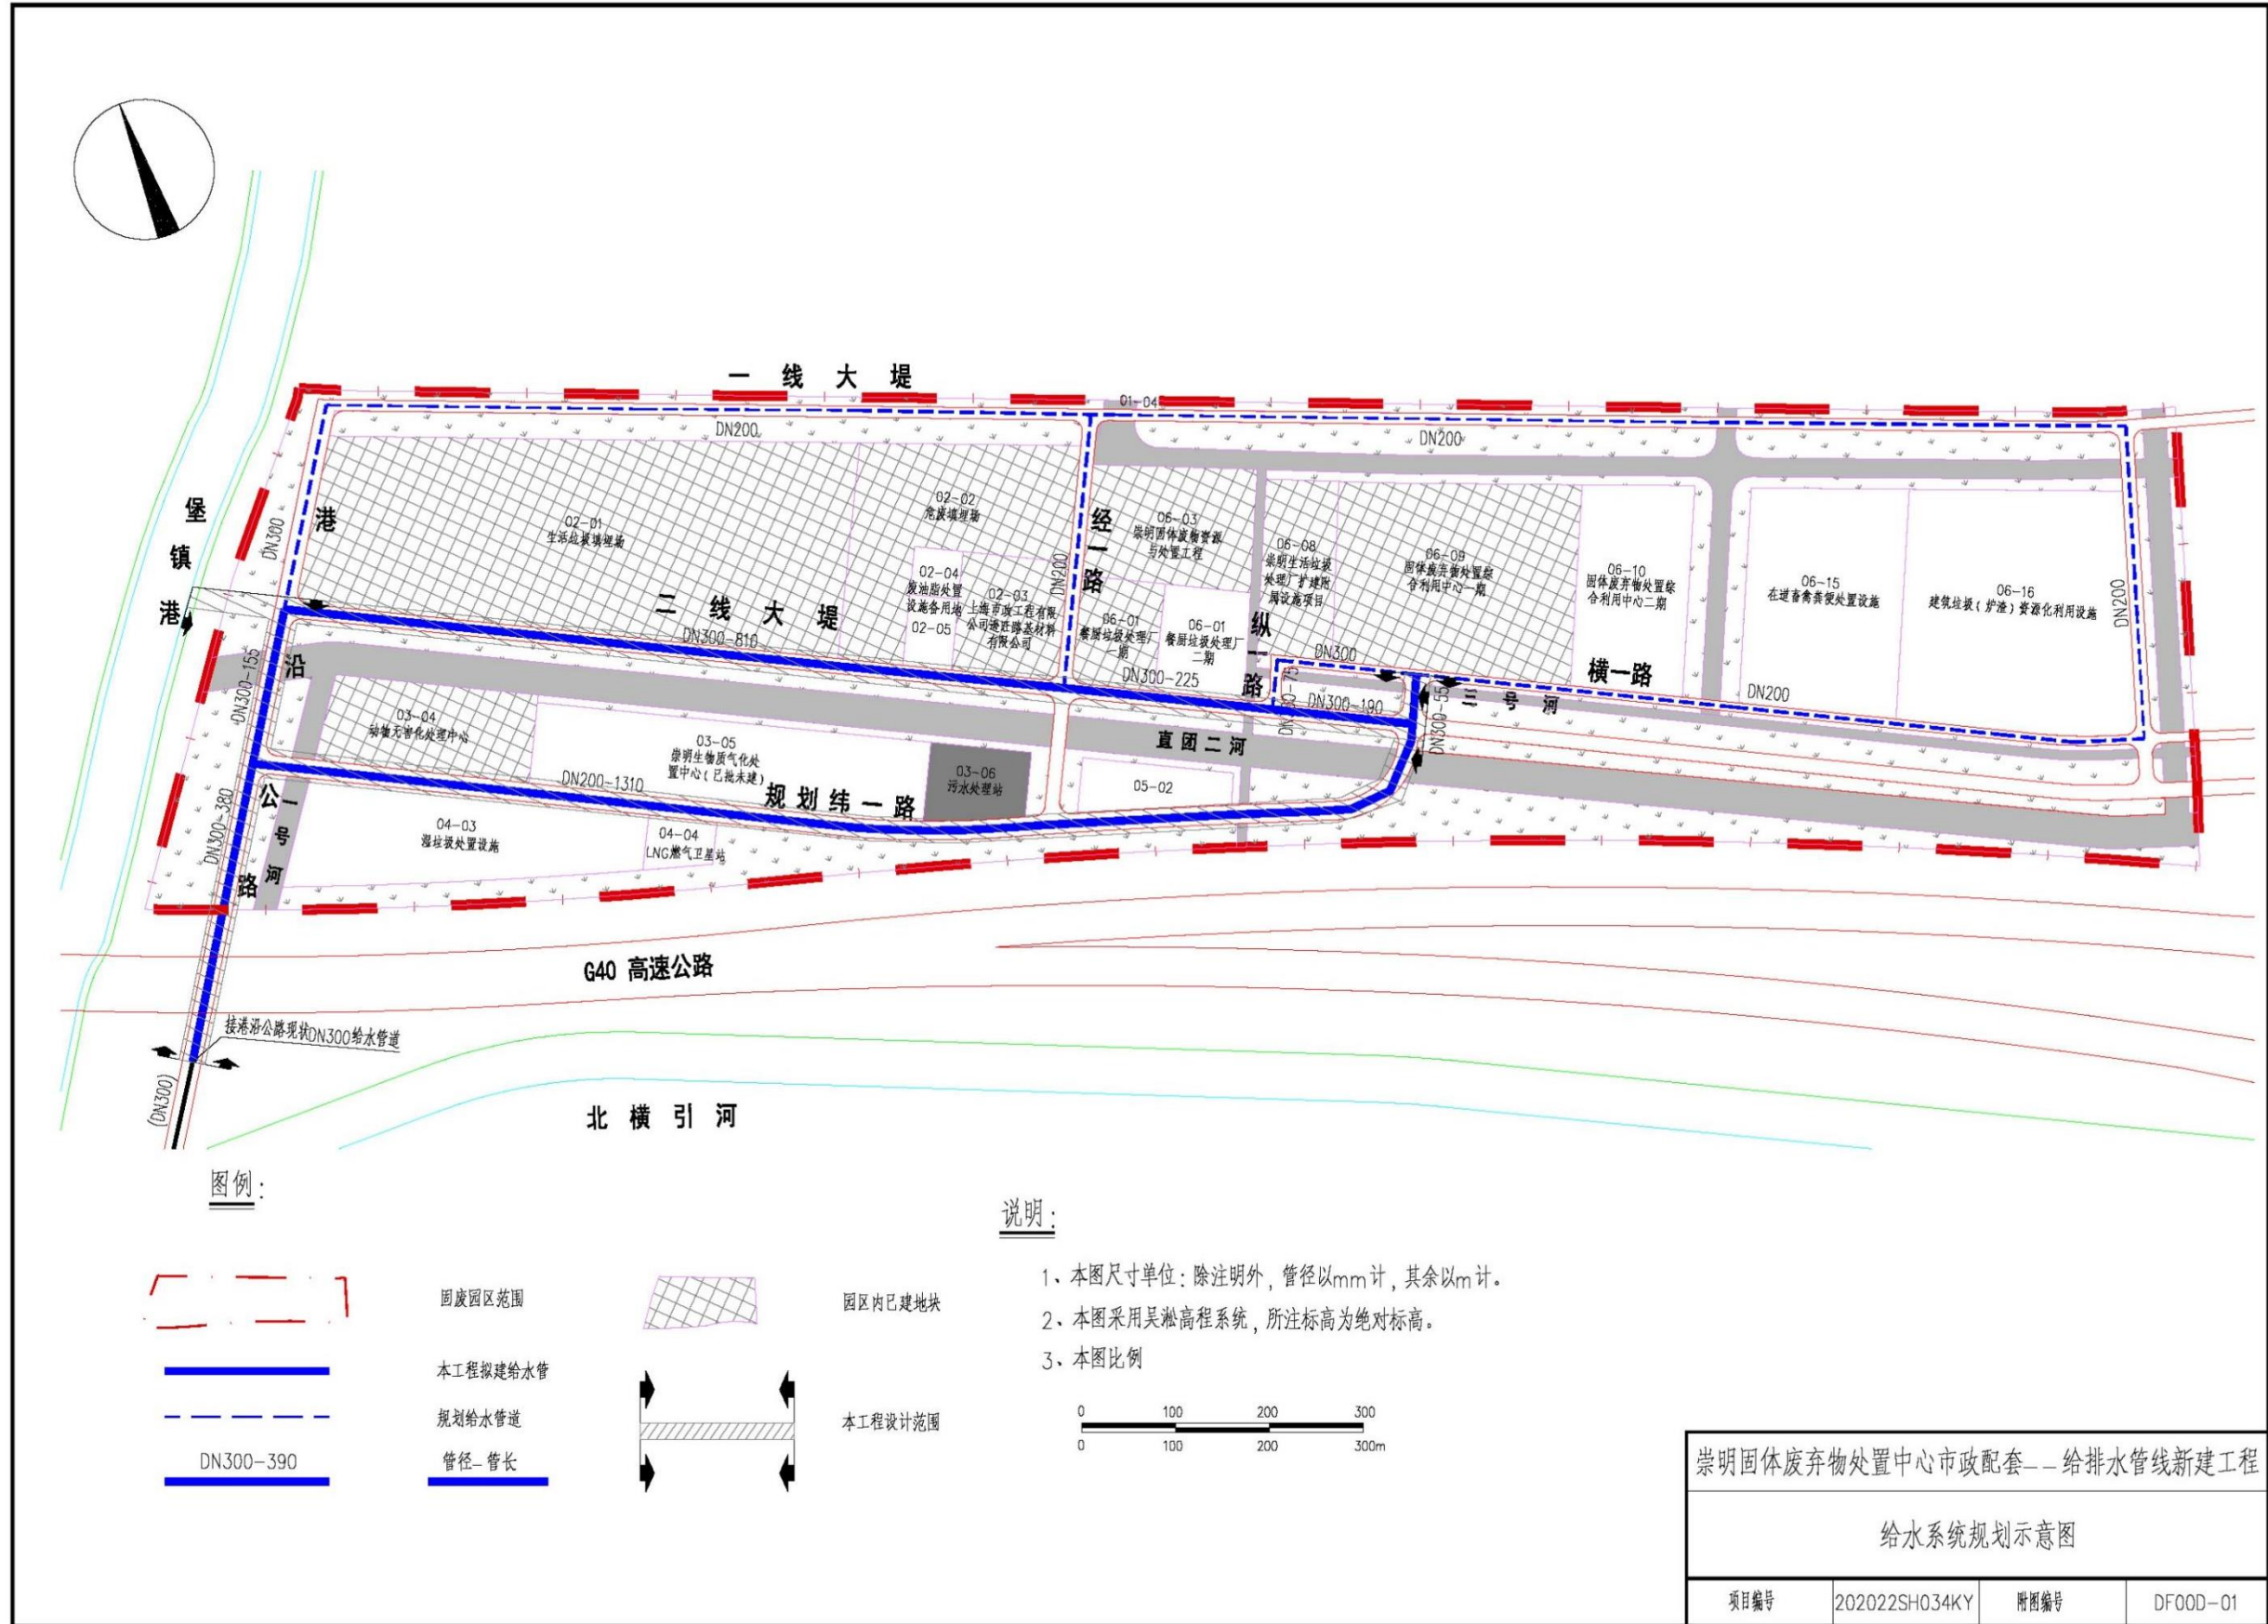 一线大堤
01-04
DN200
DN200
堡镇港
DN300
港沿公路
02-01
生活垃圾填埋场
02-02
危废填埋场
经一路
06-03
崇明固体废物资源
与处置工程
06-08
崇明生活垃圾
处理厂扩建附
属设施项目
06-09
固体废弃物处置综
合利用中心一期
06-10
固体废弃物处置综
合利用中心二期
06-15
在道畜禽粪便处置设施
06-16
建筑垃圾(炉渣)资源化利用设施
DN200
DN200
02-04
废油脂处置
设施备用地
02-05
02-03
上海市政工程有限
有限公司
06-01
餐厨垃圾处理厂
一期
06-01
餐厨垃圾处理厂
二期
纵一路
二线大堤
DN300-810
DN300-225
DN300
DN300-75
DN300-190
DN300-55
横一路
三号河
DN200
DN300-155
03-04
动物无害化处理中心
03-05
崇明生物质气化处
置中心(已批未建)
03-06
污水处理站
直团二河
05-02
DN200-1310
规划纬一路
DN300-380
一号河
04-03
湿垃圾处置设施
04-04
LNG燃气卫星站
G40 高速公路
接港沿公路现状DN300给水管道
(DN300)
北横引河
图例:
固废园区范围
园区内已建地块
本工程拟建给水管
规划给水管道
本工程设计范围
DN300-390
管径-管长
说明:
1、本图尺寸单位:除注明外,管径以mm计,其余以m计。
2、本图采用吴淞高程系统,所注标高为绝对标高。
3、本图比例
0 100 200 300
0 100 200 300m
崇明固体废弃物处置中心市政配套--给排水管线新建工程
给水系统规划示意图
项目编号 202022SH034KY 附图编号 DF00D-01